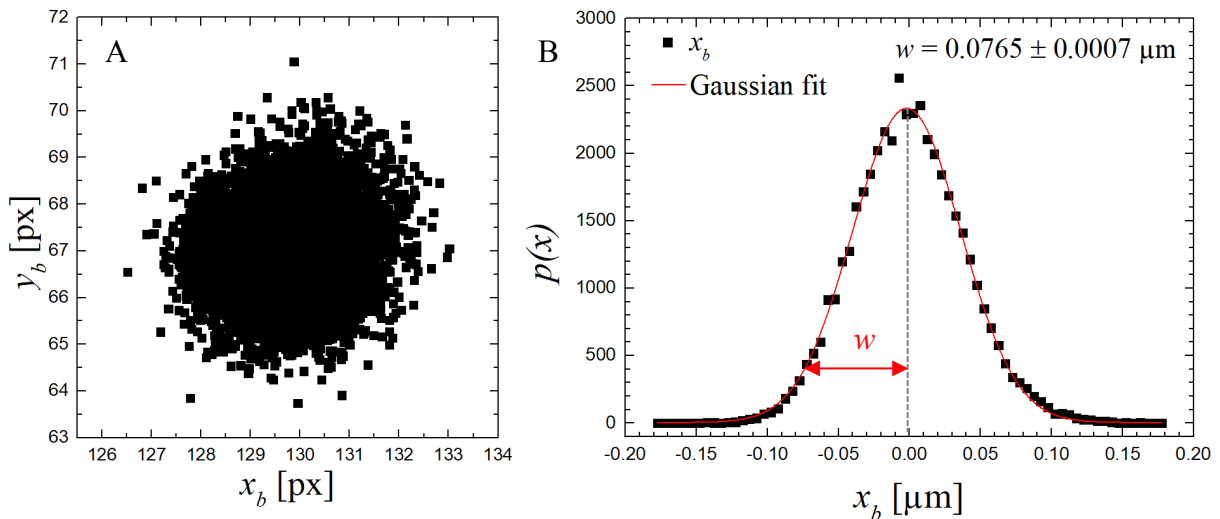 A
72
71
70
69
68
67
66
65
64
63
y_b [px]
126 127 128 129 130 131 132 133 134
x_b [px]
B
x_b
Gaussian fit
w = 0.0765 ± 0.0007 µm
3000
2500
2000
1500
1000
500
0
p(x)
w
-0.20 -0.15 -0.10 -0.05 0.00 0.05 0.10 0.15 0.20
x_b [µm]